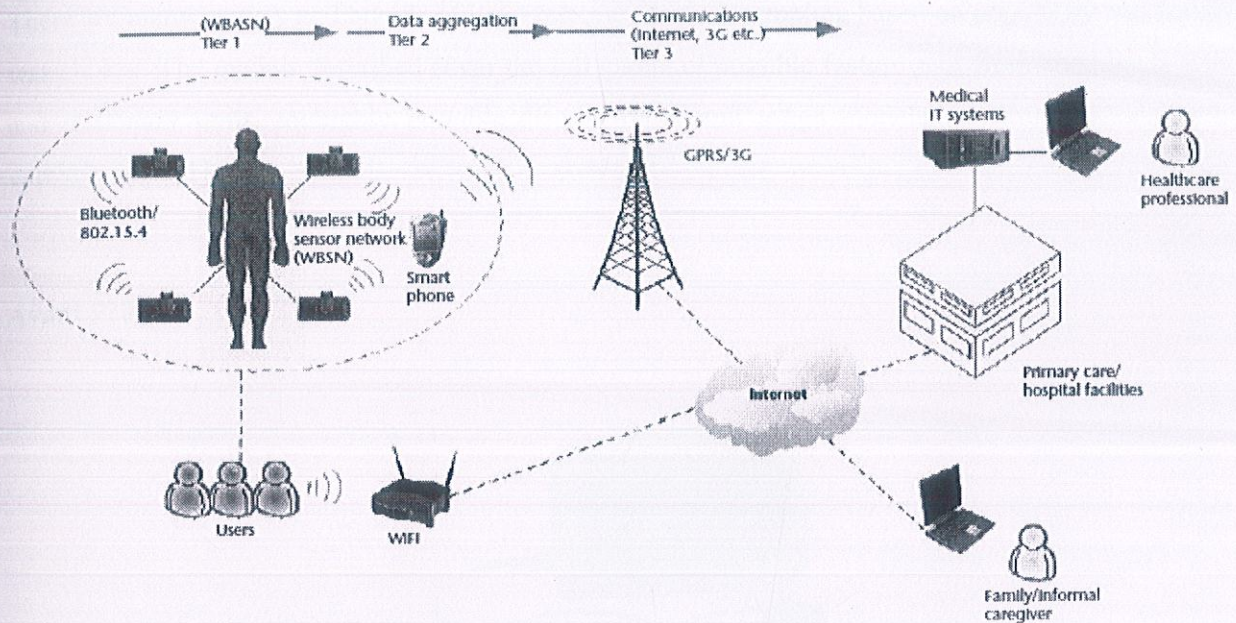 (WBASN)
Tier 1
Data aggregation
Tier 2
Communications
(Internet, 3G etc.)
Tier 3
Medical
IT systems
GPRS/3G
Healthcare
professional
Bluetooth/
802.15.4
Wireless body
sensor network
(WBSN)
Smart
phone
Primary care/
hospital facilities
Internet
Users
WIFI
Family/informal
caregiver